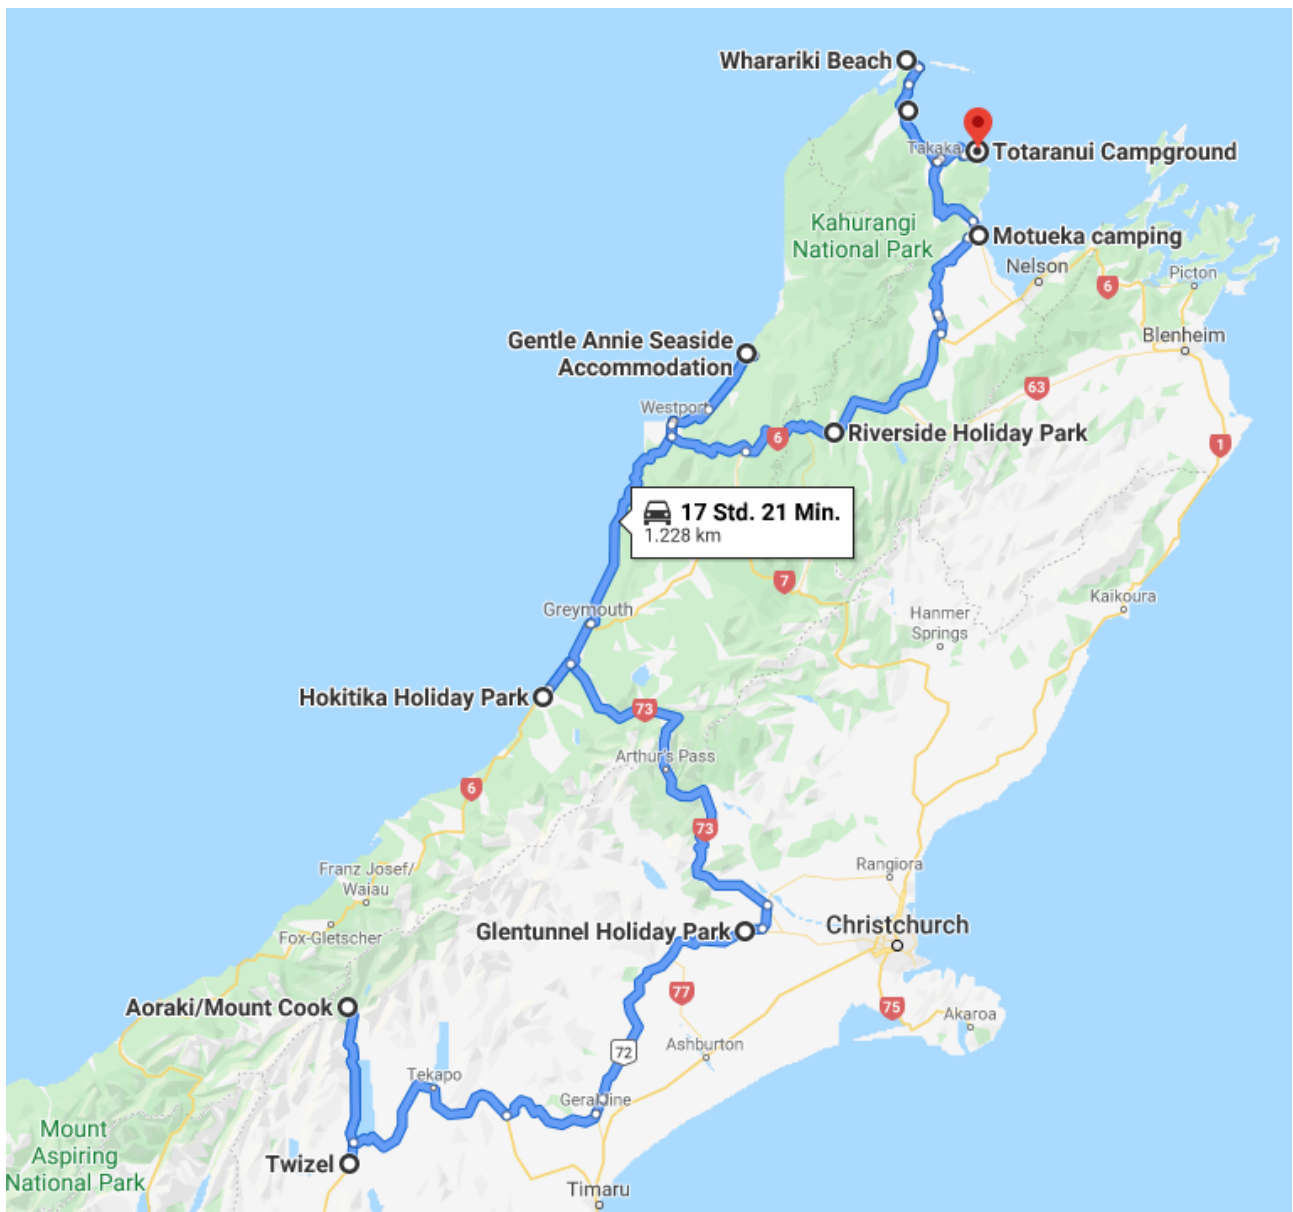 Wharariki Beach
Takaka
Totaranui Campground
Kahurangi
National Park
Motueka camping
Nelson
6
Picton
Gentle Annie Seaside
Accommodation
Blenheim
63
Westport
6
Riverside Holiday Park
1
17 Std. 21 Min.
1.228 km
7
Greymouth
Kaikoura
Hanmer
Springs
Hokitika Holiday Park
73
Arthur's Pass
6
73
Rangiora
Franz Josef/
Waiau
Fox-Gletscher
Glentunnel Holiday Park
Christchurch
77
Aoraki/Mount Cook
75
Akaroa
72
Ashburton
Tekapo
Geraldine
Mount
Aspiring
National Park
Twizel
Timaru